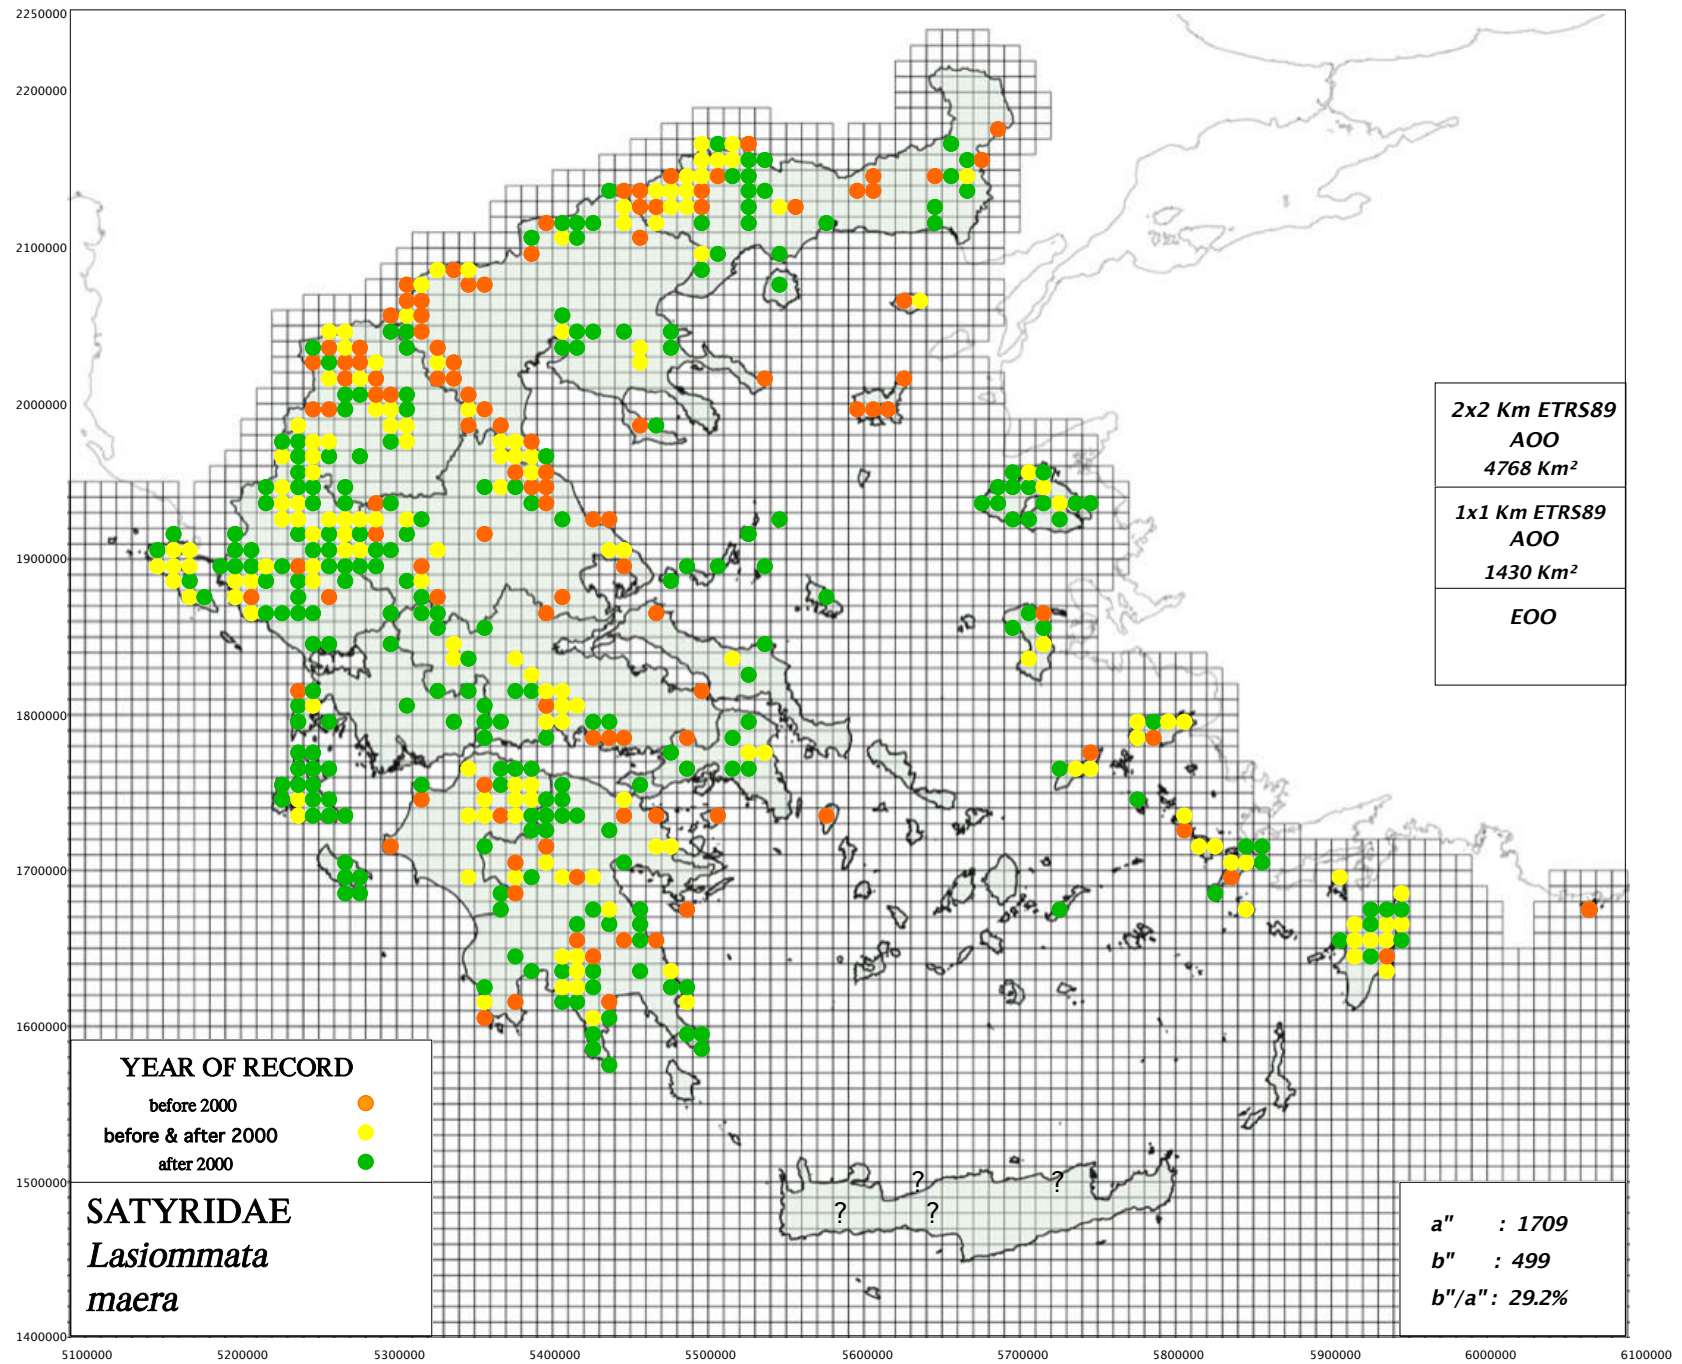 2250000
2200000
2100000
2000000
1900000
1800000
1700000
1600000
1500000
1400000
2x2 Km ETRS89
AOO
4768 Km²
1x1 Km ETRS89
AOO
1430 Km²
EOO
YEAR OF RECORD
before 2000
before & after 2000
after 2000
SATYRIDAE
Lasiommata
maera
? ?
? ?
a" : 1709
b" : 499
b"/a" : 29.2%
5100000 5200000 5300000 5400000 5500000 5600000 5700000 5800000 5900000 6000000 6100000